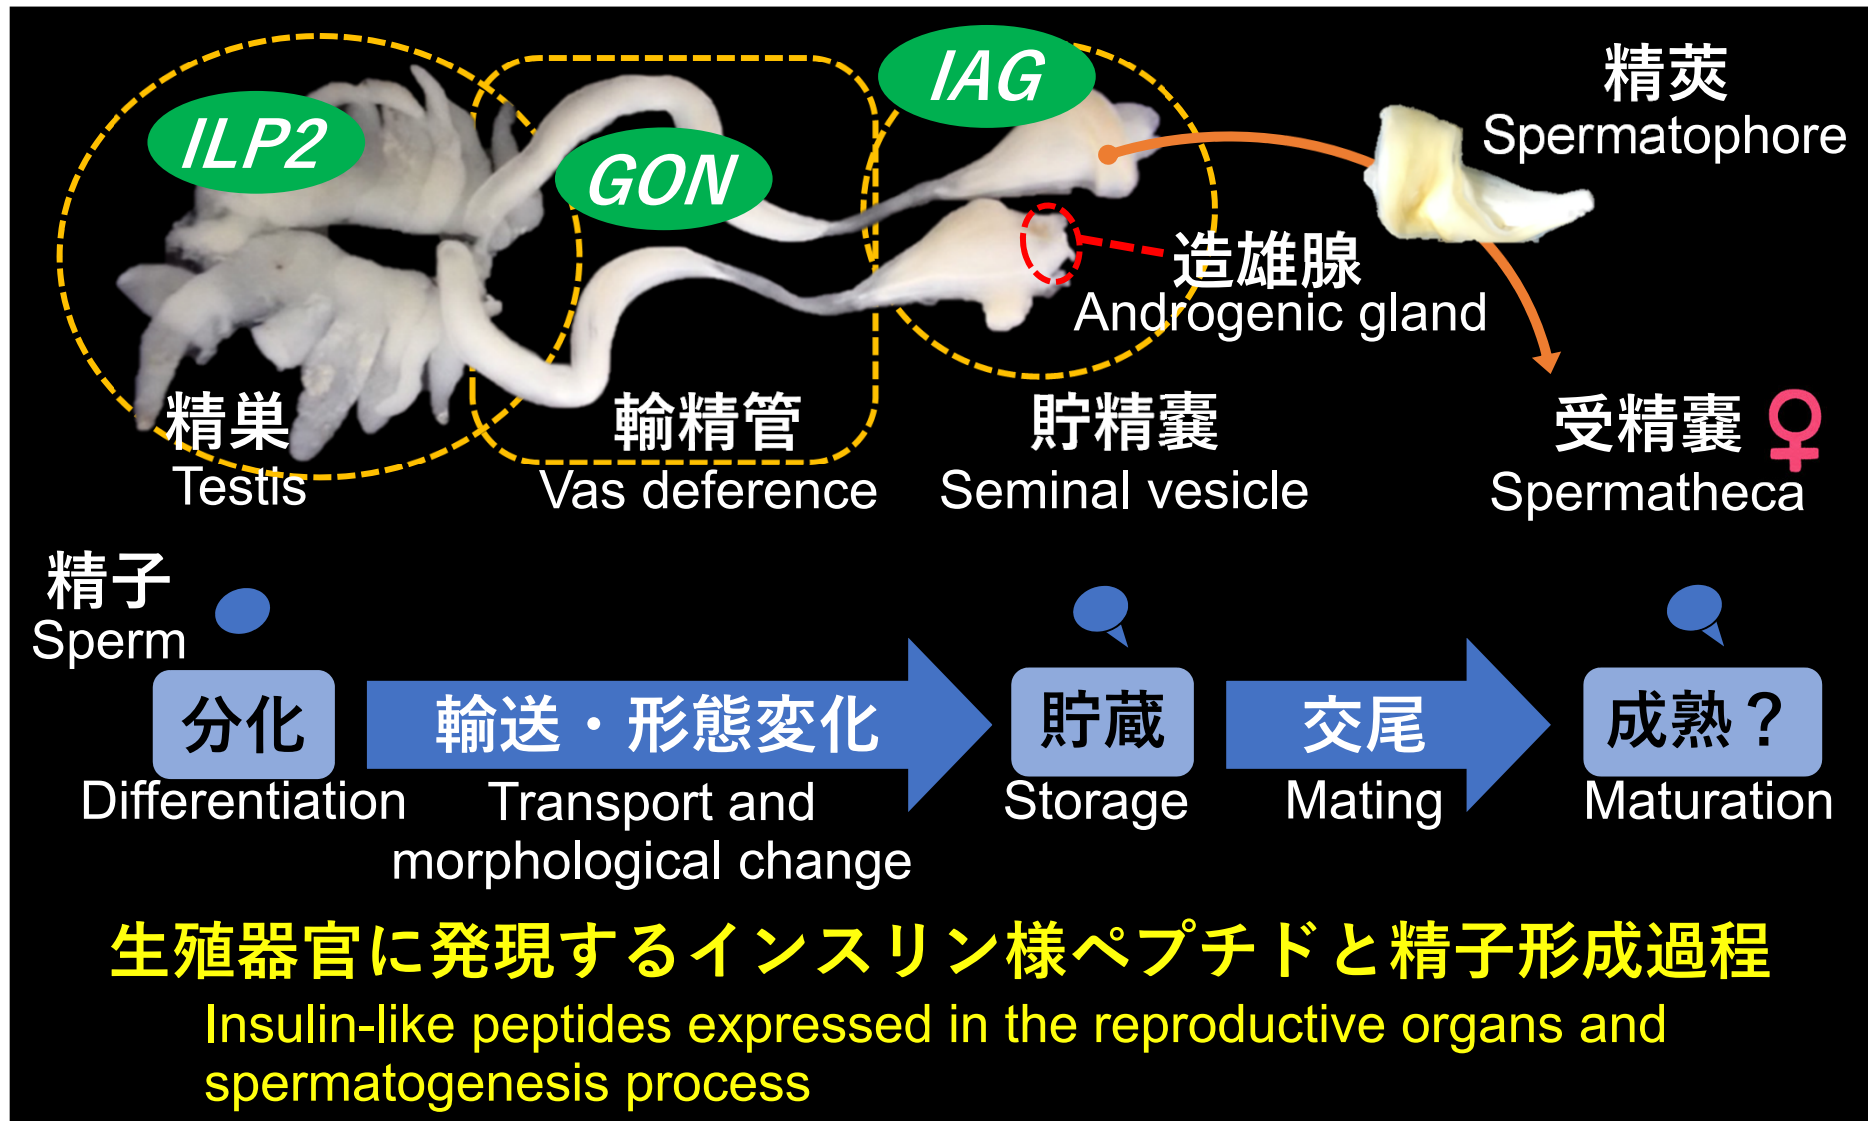 ILP2
GON
IAG
精莢
Spermatophore
造雄腺
Androgenic gland
精巣
Testis
輸精管
Vas deference
貯精嚢
Seminal vesicle
受精嚢 ♀
Spermatheca
精子
Sperm
分化
Differentiation
輸送・形態変化
Transport and
morphological change
貯蔵
Storage
交尾
Mating
成熟？
Maturation
生殖器官に発現するインスリン様ペプチドと精子形成過程
Insulin-like peptides expressed in the reproductive organs and
spermatogenesis process